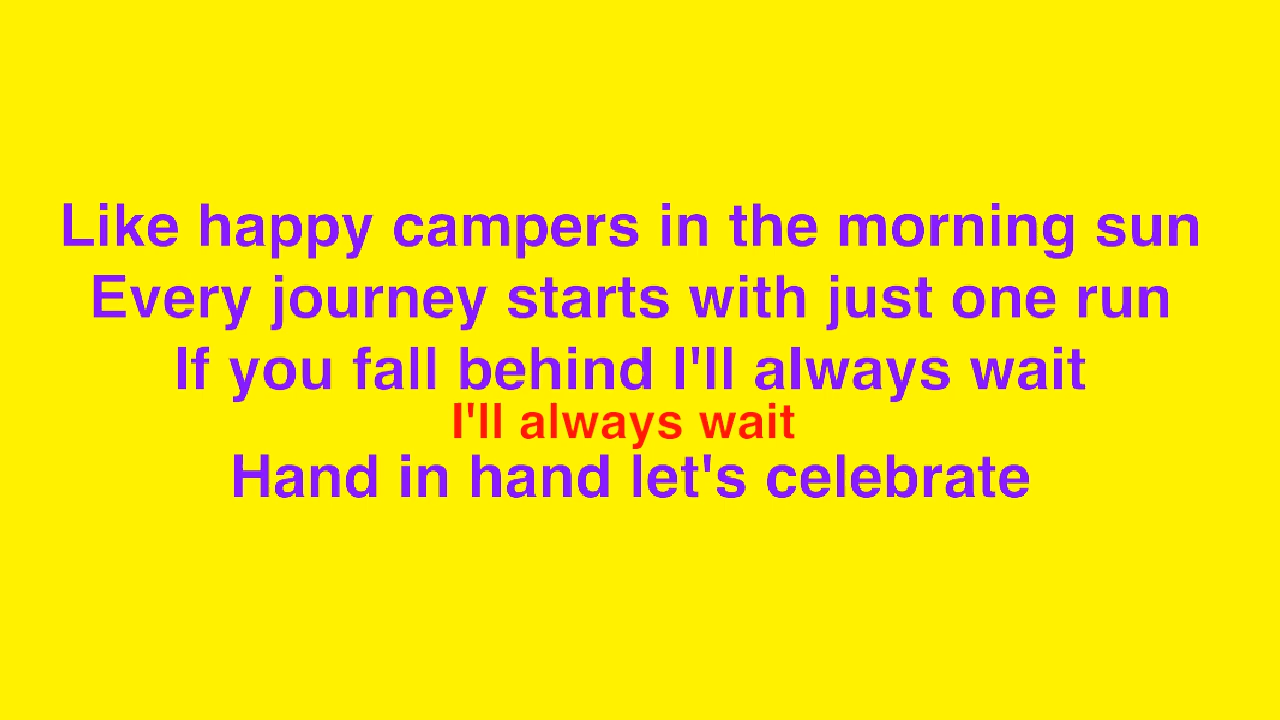 Like happy campers in the morning sun
Every journey starts with just one run
If you fall behind I'll always wait
I'll always wait
Hand in hand let's celebrate